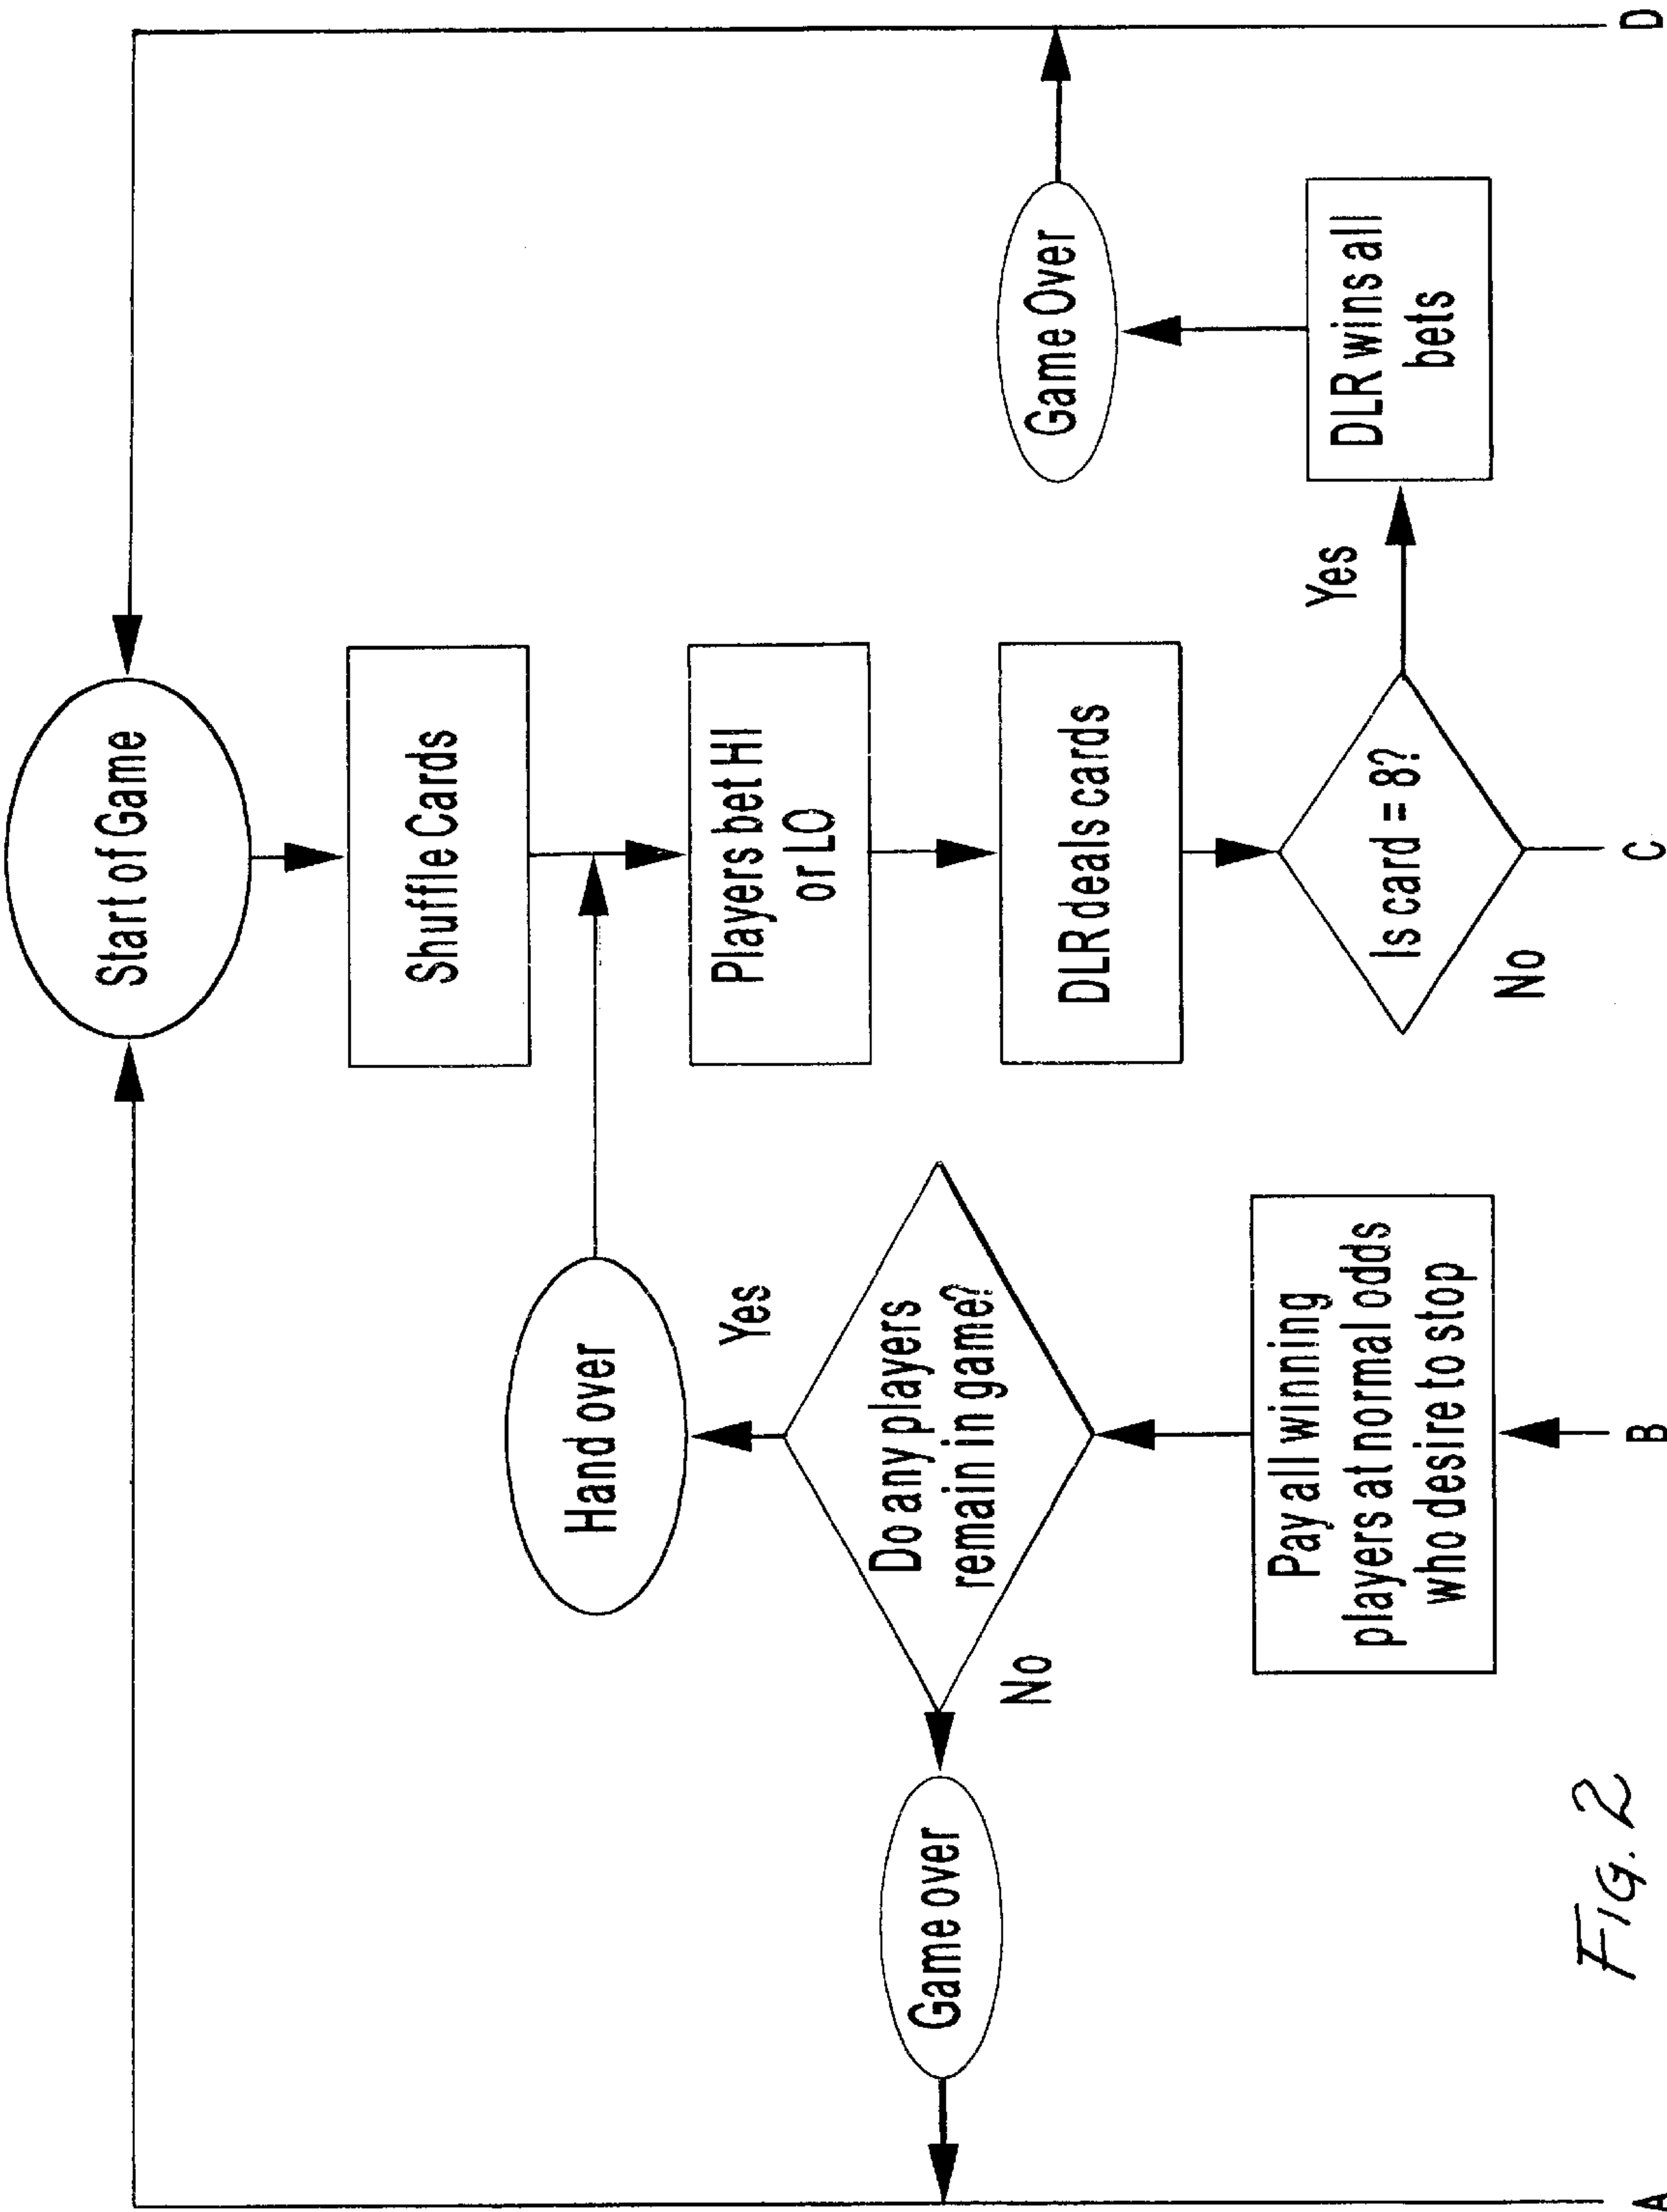 Start of Game
Shuffle Cards
Hand over
Players bet HI
or LO
Yes
Do any players
remain in game?
No
Game over
DLR deals cards
Game Over
Pay all winning
players at normal odds
who desire to stop
Is card = 8?
Yes
No
DLR wins all
bets
A
B
C
D
FIG. 2